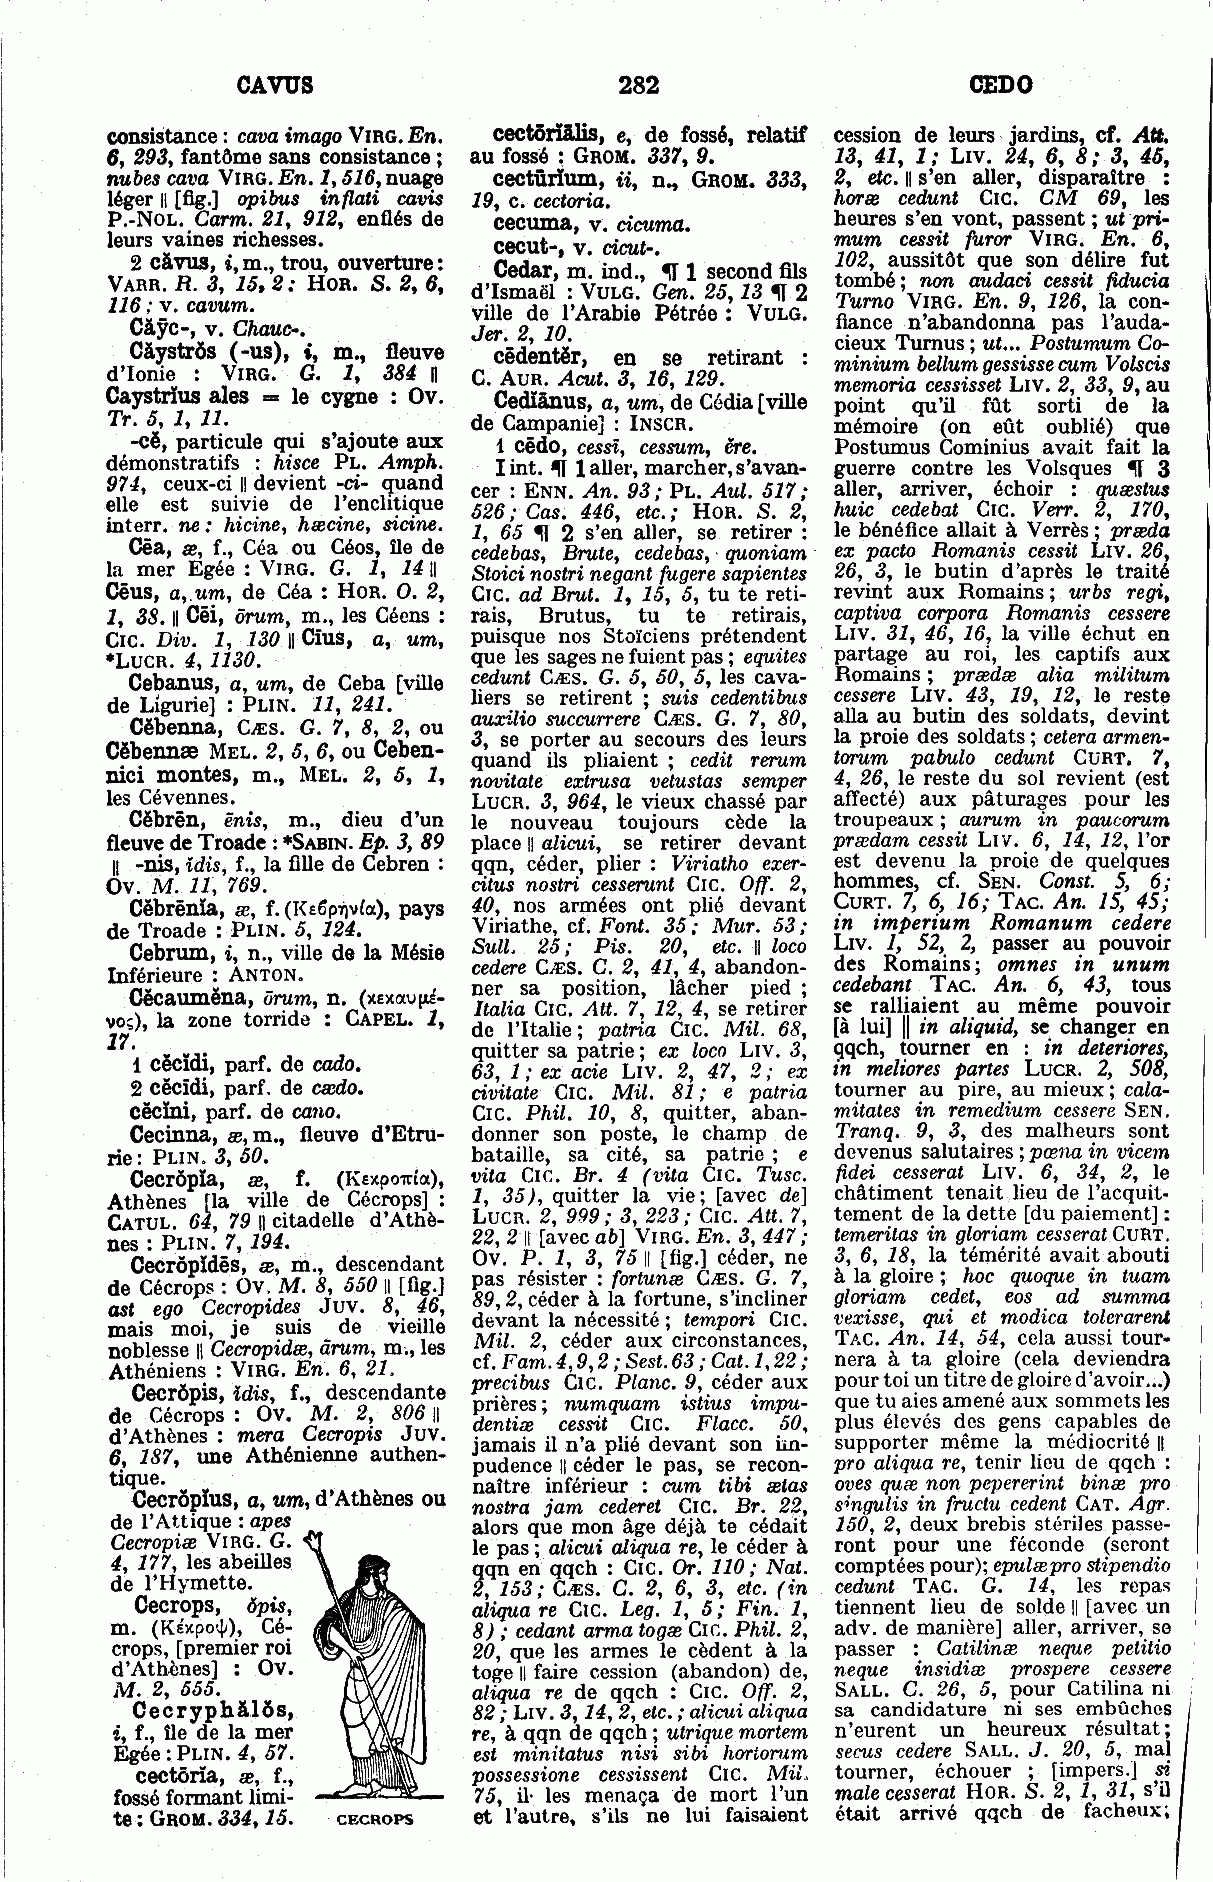 CAVUS 282 CEDO
consistance : cava imago VIRG. En.
6, 293, fantôme sans consistance ;
nubes cava VIRG. En. 1, 516, nuage
léger || [fig.] opibus inflati cavis
P.-NOL. Carm. 21, 912, enflés de
leurs vaines richesses.
2 căvus, i, m., trou, ouverture :
VARR. R. 3, 15, 2 : HOR. S. 2, 6,
116 ; v. cavum.
Căўc-, v. Chauc-.
Căystrŏs (-us), i, m., fleuve
d'Ionie : VIRG. G. 1, 384 ||
Caystrĭus ales = le cygne : OV.
Tr. 5, 1, 11.
-cĕ, particule qui s'ajoute aux
démonstratifs : hisce PL. Amph.
974, ceux-ci || devient -ci- quand
elle est suivie de l'enclitique
interr. ne : hicine, hæcine, sicine.
Cēa, æ, f., Céa ou Céos, île de
la mer Egée : VIRG. G. 1, 14 ||
Cēus, a, um, de Céa : HOR. O. 2,
1, 38. || Cēi, ōrum, m., les Céens :
CIC. Div. 1, 130 || Cīus, a, um,
*LUCR. 4, 1130.
Cebanus, a, um, de Ceba [ville
de Ligurie] : PLIN. 11, 241.
Cĕbenna, CÆS. G. 7, 8, 2, ou
Cĕbennæ MEL. 2, 5, 6, ou Ceben-
nici montes, m., MEL. 2, 5, 1,
les Cévennes.
Cĕbrēn, ēnis, m., dieu d'un
fleuve de Troade : *SABIN. Ep. 3, 89
|| -nis, idis, f., la fille de Cebren :
OV. M. 11, 769.
Cĕbrēnĭa, æ, f. (Κεβρηνία), pays
de Troade : PLIN. 5, 124.
Cebrum, i, n., ville de la Mésie
Inférieure : ANTON.
Cĕcaumĕna, ōrum, n. (κεκαυμέ-
νος), la zone torride : CAPEL. 1,
17.
1 cĕcĭdi, parf. de cado.
2 cĕcīdi, parf. de cædo.
cĕcĭni, parf. de cano.
Cecinna, æ, m., fleuve d'Etru-
rie : PLIN. 3, 50.
Cecrŏpĭa, æ, f. (Κεκροπία),
Athènes [la ville de Cécrops] :
CATUL. 64, 79 || citadelle d'Athè-
nes : PLIN. 7, 194.
Cecrŏpĭdēs, æ, m., descendant
de Cécrops : OV. M. 8, 550 || [fig.]
ast ego Cecropides JUV. 8, 46,
mais moi, je suis de vieille
noblesse || Cecropidæ, ārum, m., les
Athéniens : VIRG. En. 6, 21.
Cecrŏpis, idis, f., descendante
de Cécrops : OV. M. 2, 806 ||
d'Athènes : mera Cecropis JUV.
6, 187, une Athénienne authen-
tique.
Cecrŏpĭus, a, um, d'Athènes ou
de l'Attique : apes
Cecropiæ VIRG. G.
4, 177, les abeilles
de l'Hymette.
Cecrops, ŏpis,
m. (Κέκροψ), Cé-
crops, [premier roi
d'Athènes] : OV.
M. 2, 555.
Cecryphălŏs,
i, f., île de la mer
Egée : PLIN. 4, 57.
cectōrĭa, æ, f.,
fossé formant limi-
te : GROM. 334, 15.
CECROPS
cectōrĭālis, e, de fossé, relatif
au fossé : GROM. 337, 9.
cectūrĭum, ii, n., GROM. 333,
19, c. cectoria.
cecuma, v. cicuma.
cecut-, v. cicut-.
Cedar, m. ind., ¶ 1 second fils
d'Ismaël : VULG. Gen. 25, 13 ¶ 2
ville de l'Arabie Pétrée : VULG.
Jer. 2, 10.
cēdentĕr, en se retirant :
C. AUR. Acut. 3, 16, 129.
Cedĭānus, a, um, de Cédia [ville
de Campanie] : INSCR.
1 cēdo, cessī, cessum, ĕre.
I int. ¶ 1 aller, marcher, s'avan-
cer : ENN. An. 93 ; PL. Aul. 517 ;
526 ; Cas. 446, etc. ; HOR. S. 2,
1, 65 ¶ 2 s'en aller, se retirer :
cedebas, Brute, cedebas, quoniam
Stoici nostri negant fugere sapientes
CIC. ad Brut. 1, 15, 5, tu te reti-
rais, Brutus, tu te retirais,
puisque nos Stoïciens prétendent
que les sages ne fuient pas ; equites
cedunt CÆS. G. 5, 50, 5, les cava-
liers se retirent ; suis cedentibus
auxilio succurrere CÆS. G. 7, 80,
3, se porter au secours des leurs
quand ils pliaient ; cedit rerum
novitate extrusa vetustas semper
LUCR. 3, 964, le vieux chassé par
le nouveau toujours cède la
place || alicui, se retirer devant
qqn, céder, plier : Viriatho exer-
citus nostri cesserunt CIC. Off. 2,
40, nos armées ont plié devant
Viriathe, cf. Font. 35 ; Mur. 53 ;
Sull. 25 ; Pis. 20, etc. || loco
cedere CÆS. C. 2, 41, 4, abandon-
ner sa position, lâcher pied ;
Italia CIC. Att. 7, 12, 4, se retirer
de l'Italie ; patria CIC. Mil. 68,
quitter sa patrie ; ex loco LIV. 3,
63, 1 ; ex acie LIV. 2, 47, 2 ; ex
civitate CIC. Mil. 81 ; e patria
CIC. Phil. 10, 8, quitter, aban-
donner son poste, le champ de
bataille, sa cité, sa patrie ; e
vita CIC. Br. 4 (vita CIC. Tusc.
1, 35), quitter la vie ; [avec de]
LUCR. 2, 999 ; 3, 223 ; CIC. Att. 7,
22, 2 || [avec ab] VIRG. En. 3, 447 ;
OV. P. 1, 3, 75 || [fig.] céder, ne
pas résister : fortunæ CÆS. G. 7,
89, 2, céder à la fortune, s'incliner
devant la nécessité ; tempori CIC.
Mil. 2, céder aux circonstances,
cf. Fam. 4, 9, 2 ; Sest. 63 ; Cat. 1, 22 ;
precibus CIC. Planc. 9, céder aux
prières ; numquam istius impu-
dentiæ cessit CIC. Flacc. 50,
jamais il n'a plié devant son im-
pudence || céder le pas, se recon-
naître inférieur : cum tibi ætas
nostra jam cederet CIC. Br. 22,
alors que mon âge déjà te cédait
le pas ; alicui aliqua re, le céder à
qqn en qqch : CIC. Or. 110 ; Nat.
2, 153 ; CÆS. C. 2, 6, 3, etc. (in
aliqua re CIC. Leg. 1, 5 ; Fin. 1,
8) ; cedant arma togæ CIC. Phil. 2,
20, que les armes le cèdent à la
toge || faire cession (abandon) de,
aliqua re de qqch : CIC. Off. 2,
82 ; LIV. 3, 14, 2, etc. ; alicui aliqua
re, à qqn de qqch ; utrique mortem
est minitatus nisi sibi hortorum
possessione cessissent CIC. Mil.
75, il les menaça de mort l'un
et l'autre, s'ils ne lui faisaient
cession de leurs jardins, cf. Att.
13, 41, 1 ; LIV. 24, 6, 8 ; 3, 45,
2, etc. || s'en aller, disparaître :
horæ cedunt CIC. CM 69, les
heures s'en vont, passent ; ut pri-
mum cessit furor VIRG. En. 6,
102, aussitôt que son délire fut
tombé ; non audaci cessit fiducia
Turno VIRG. En. 9, 126, la con-
fiance n'abandonna pas l'auda-
cieux Turnus ; ut... Postumum Co-
minium bellum gessisse cum Volscis
memoria cessisset LIV. 2, 33, 9, au
point qu'il fût sorti de la
mémoire (on eût oublié) que
Postumus Cominius avait fait la
guerre contre les Volsques ¶ 3
aller, arriver, échoir : quæstus
huic cedebat CIC. Verr. 2, 170,
le bénéfice allait à Verrès ; præda
ex pacto Romanis cessit LIV. 26,
26, 3, le butin d'après le traité
revint aux Romains ; urbs regi,
captiva corpora Romanis cessere
LIV. 31, 46, 16, la ville échut en
partage au roi, les captifs aux
Romains ; prædæ alia militum
cessere LIV. 43, 19, 12, le reste
alla au butin des soldats, devint
la proie des soldats ; cetera armen-
torum pabulo cedunt CURT. 7,
4, 26, le reste du sol revient (est
affecté) aux pâturages pour les
troupeaux ; aurum in paucorum
prædam cessit LIV. 6, 14, 12, l'or
est devenu la proie de quelques
hommes, cf. SEN. Const. 5, 6 ;
CURT. 7, 6, 16 ; TAC. An. 15, 45 ;
in imperium Romanum cedere
LIV. 1, 52, 2, passer au pouvoir
des Romains ; omnes in unum
cedebant TAC. An. 6, 43, tous
se ralliaient au même pouvoir
[à lui] || in aliquid, se changer en
qqch, tourner en : in deteriores,
in meliores partes LUCR. 2, 508,
tourner au pire, au mieux ; cala-
mitates in remedium cessere SEN.
Tranq. 9, 3, des malheurs sont
devenus salutaires ; pœna in vicem
fidei cesserat LIV. 6, 34, 2, le
châtiment tenait lieu de l'acquit-
tement de la dette [du paiement] :
temeritas in gloriam cesserat CURT.
3, 6, 18, la témérité avait abouti
à la gloire ; hoc quoque in tuam
gloriam cedet, eos ad summa
vexisse, qui et modica tolerarent
TAC. An. 14, 54, cela aussi tour-
nera à ta gloire (cela deviendra
pour toi un titre de gloire d'avoir...)
que tu aies amené aux sommets les
plus élevés des gens capables de
supporter même la médiocrité ||
pro aliqua re, tenir lieu de qqch :
oves quæ non pepererint binæ pro
singulis in fructu cedent CAT. Agr.
150, 2, deux brebis stériles passe-
ront pour une féconde (seront
comptées pour) ; epulæ pro stipendio
cedunt TAC. G. 14, les repas
tiennent lieu de solde || [avec un
adv. de manière] aller, arriver, se
passer : Catilinæ neque petitio
neque insidiæ prospere cessere
SALL. C. 26, 5, pour Catilina ni
sa candidature ni ses embûches
n'eurent un heureux résultat ;
secus cedere SALL. J. 20, 5, mal
tourner, échouer ; [impers.] si
male cesserat HOR. S. 2, 1, 31, s'il
était arrivé qqch de facheux ;